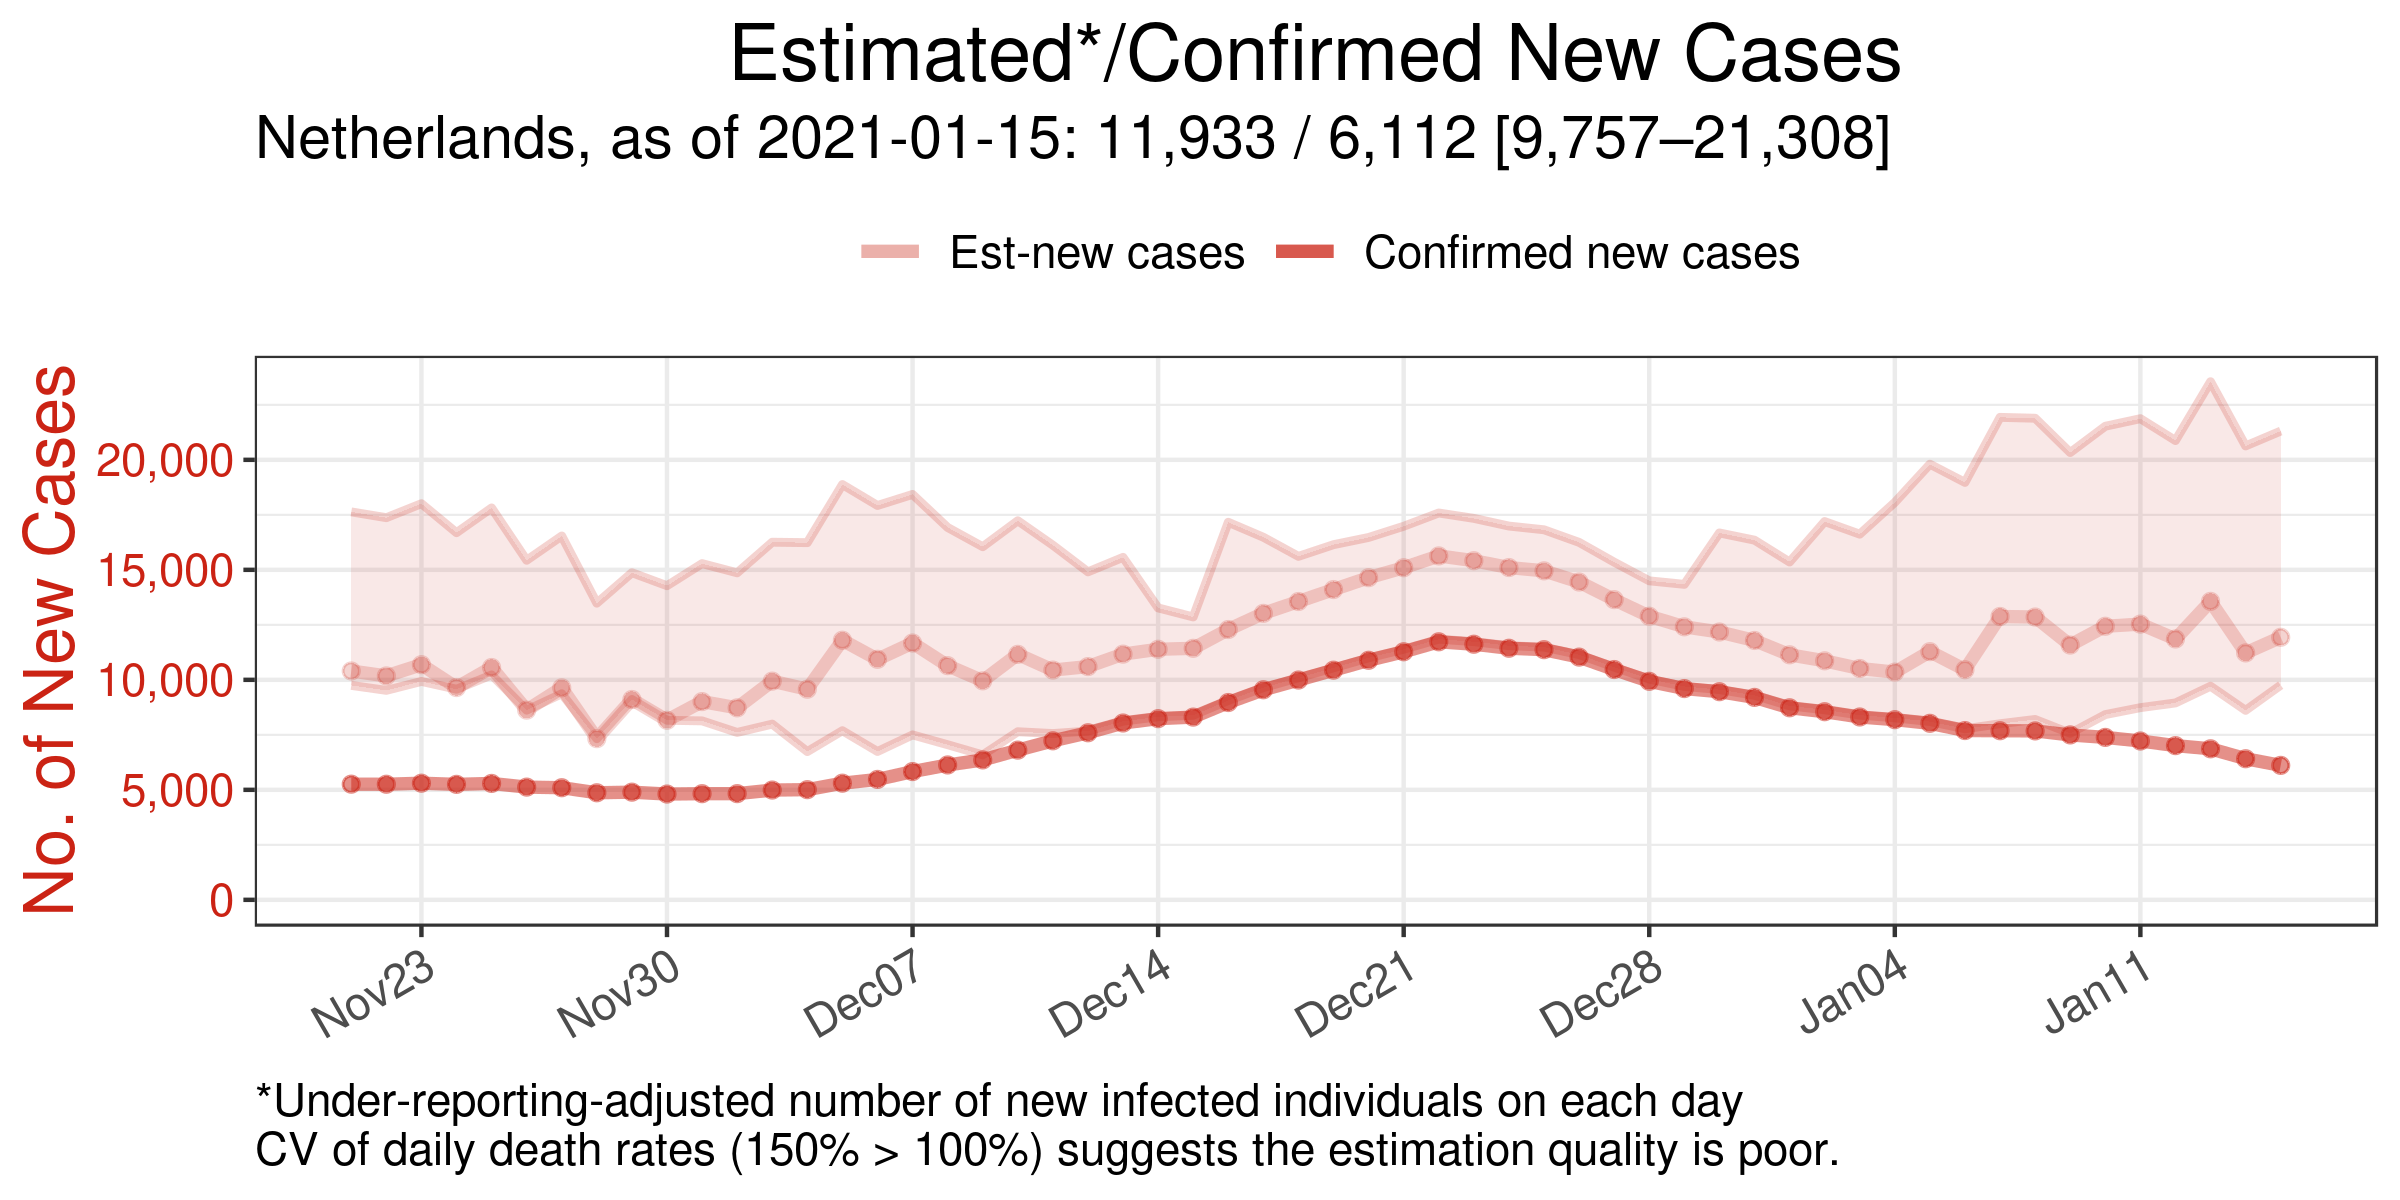 Estimated*/Confirmed New Cases
Netherlands, as of 2021-01-15: 11,933 / 6,112 [9,757–21,308]
Est-new cases Confirmed new cases
No. of New Cases
20,000
15,000
10,000
5,000
0
Nov23 Nov30 Dec07 Dec14 Dec21 Dec28 Jan04 Jan11
*Under-reporting-adjusted number of new infected individuals on each day
CV of daily death rates (150% > 100%) suggests the estimation quality is poor.